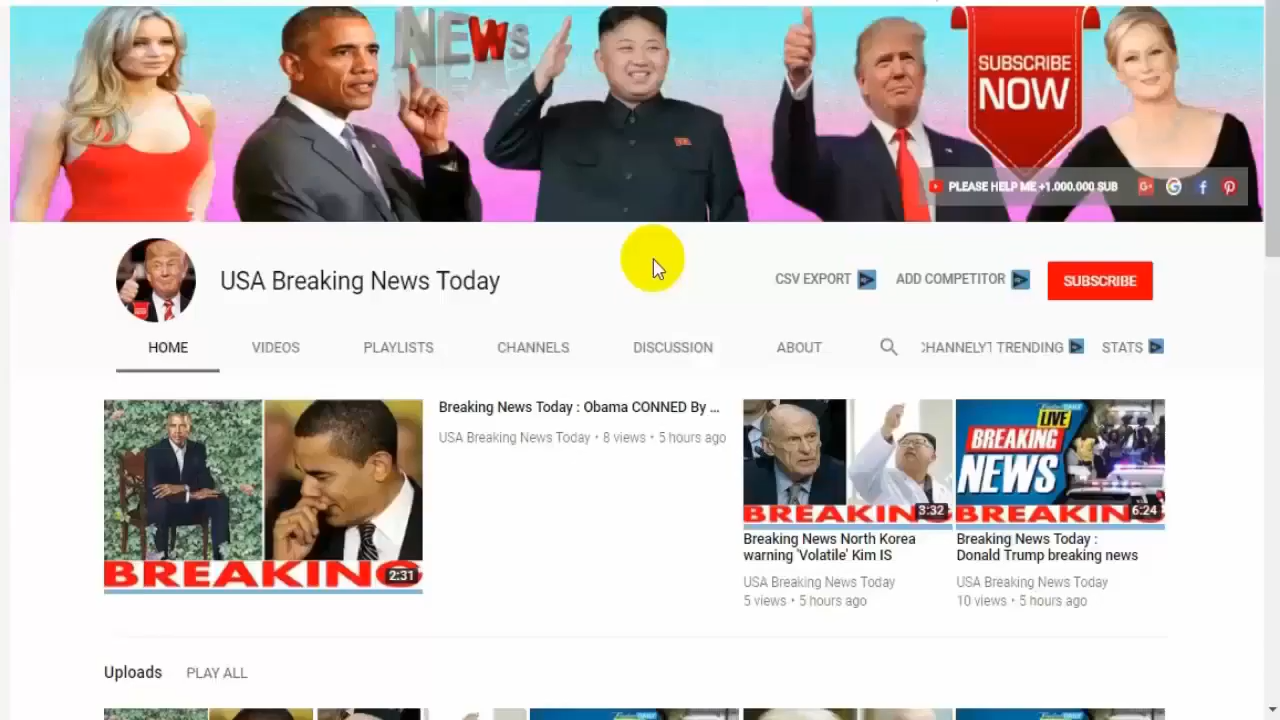 NEWS
SUBSCRIBE
NOW
PLEASE HELP ME +1.000.000 SUB
USA Breaking News Today
CSV EXPORT
ADD COMPETITOR
SUBSCRIBE
HOME
VIDEOS
PLAYLISTS
CHANNELS
DISCUSSION
ABOUT
TRENDING
STATS
BREAKING
2:31
Breaking News Today : Obama CONNED By ...
USA Breaking News Today • 8 views • 5 hours ago
BREAKIN
3:32
Breaking News North Korea
warning 'Volatile' Kim IS
USA Breaking News Today
5 views • 5 hours ago
LIVE
BREAKING
NEWS
BREAKIN
6:24
Breaking News Today :
Donald Trump breaking news
USA Breaking News Today
10 views • 5 hours ago
Uploads
PLAY ALL